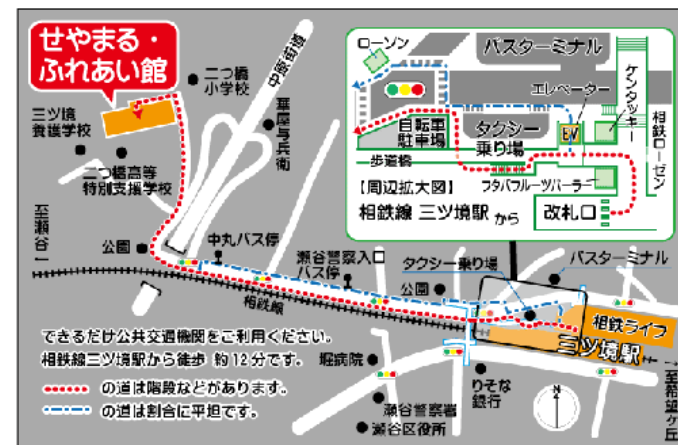 せやまる・
ふれあい館
二つ橋
小学校
中原街道
華屋与兵衛
三ツ境
養護学校
二つ橋高等
特別支援学校
至瀬谷
公園
中丸バス停
瀬谷警察入口
バス停
相鉄線
公園
タクシー乗り場
バスターミナル
相鉄ライフ
三ツ境駅
至希望ヶ丘
堀病院
りそな
銀行
瀬谷警察署
瀬谷区役所
N
できるだけ公共交通機関をご利用ください。
相鉄線三ツ境駅から徒歩 約12分です。
の道は階段などがあります。
の道は割合に平坦です。
ローソン
バスターミナル
エレベーター
ケンタッキー
相鉄ローゼン
自転車
駐車場
タクシー
乗り場
EV
歩道橋
【周辺拡大図】
フタバフルーツパーラー
相鉄線 三ツ境駅 から
改札口